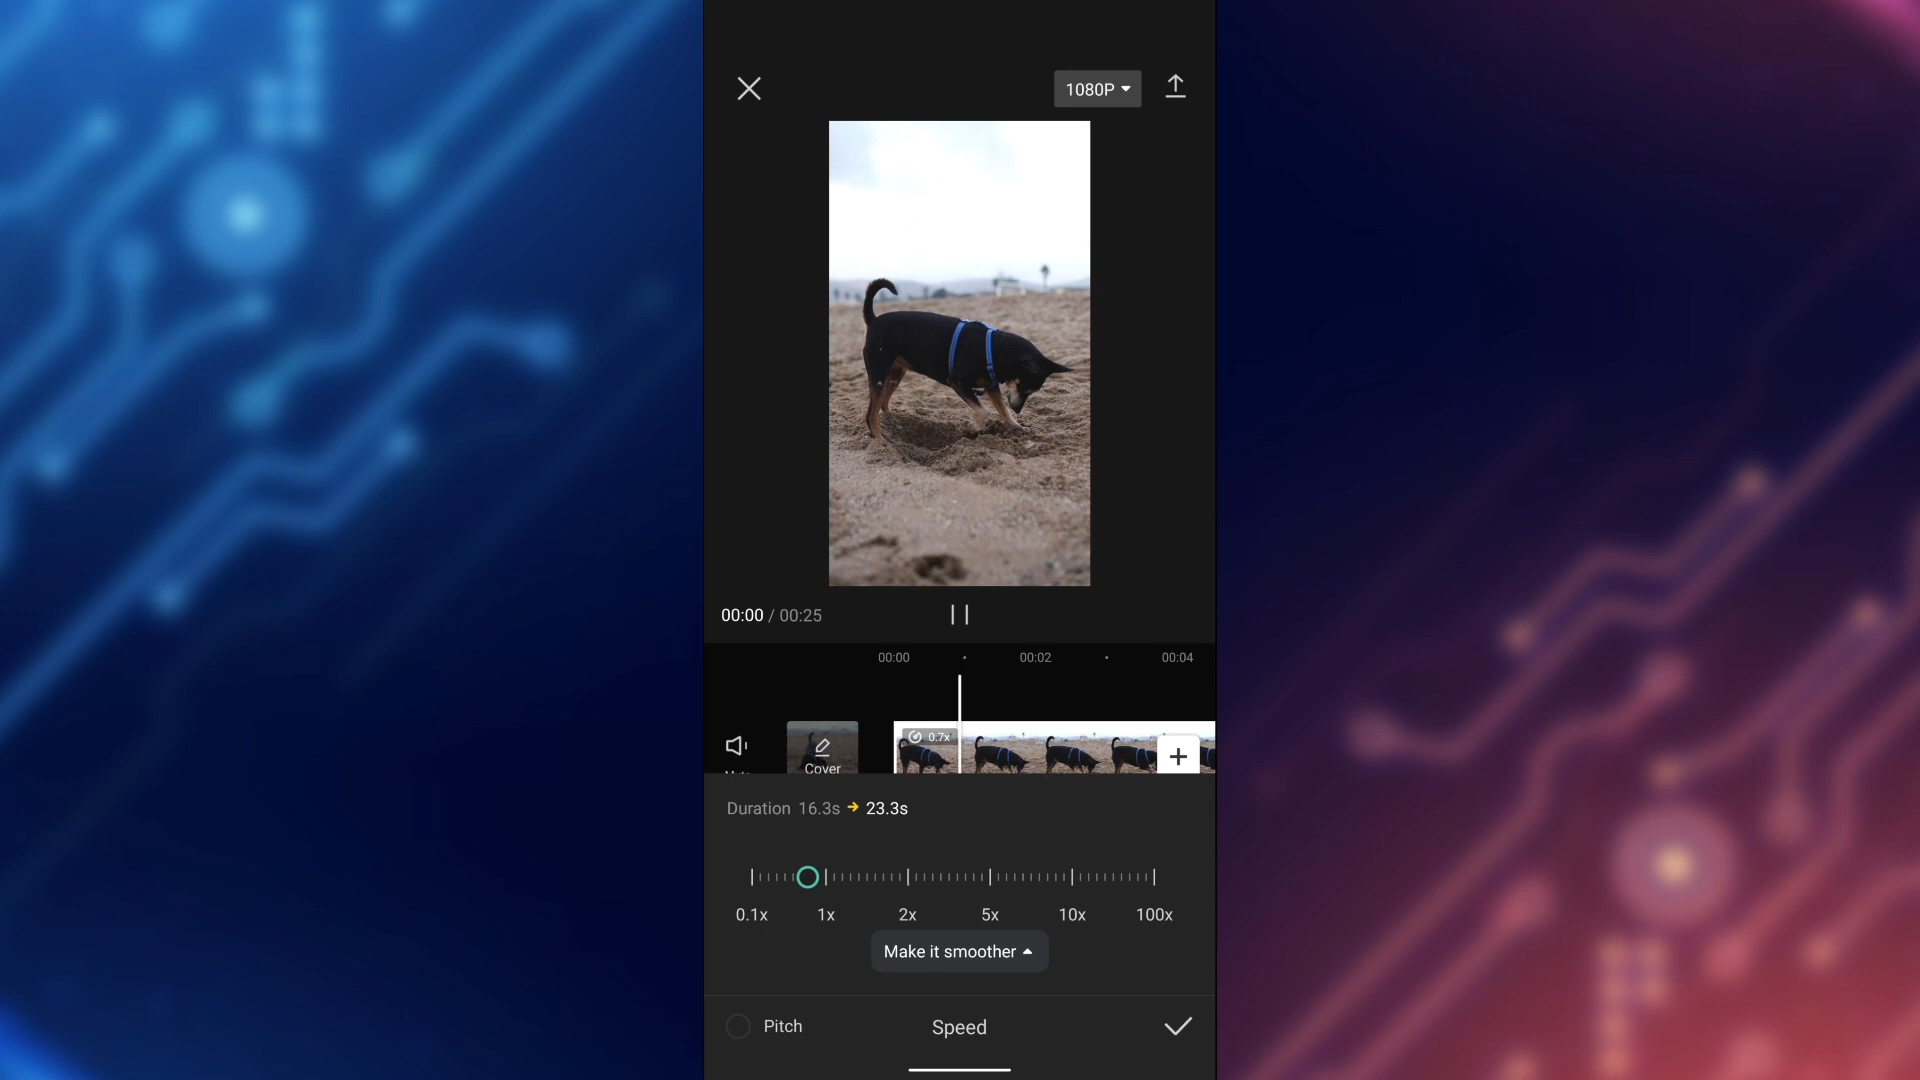 1080P
00:00 / 00:25
00:00 00:02 00:04
0.7x
Cover
Duration 16.3s → 23.3s
0.1x 1x 2x 5x 10x 100x
Make it smoother
Pitch Speed